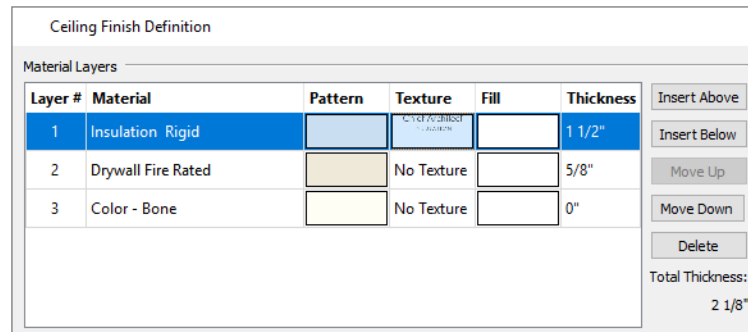 Ceiling Finish Definition
Material Layers
Layer # Material Pattern Texture Fill Thickness
1 Insulation Rigid Chief Architect 1 1/2"
2 Drywall Fire Rated No Texture 5/8"
3 Color - Bone No Texture 0"
Insert Above
Insert Below
Move Up
Move Down
Delete
Total Thickness:
2 1/8"